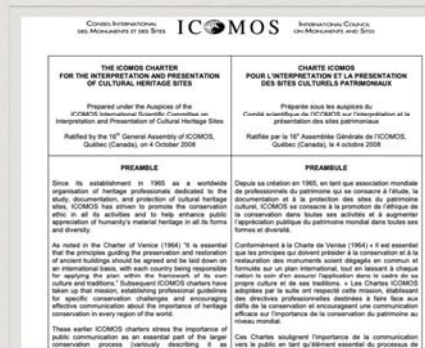 CONSEIL INTERNATIONAL
DES MONUMENTS ET DES SITES
ICOMOS
INTERNATIONAL COUNCIL
ON MONUMENTS AND SITES
THE ICOMOS CHARTER
FOR THE INTERPRETATION AND PRESENTATION
OF CULTURAL HERITAGE SITES
Prepared under the Auspices of the
ICOMOS International Scientific Committee on
Interpretation and Presentation of Cultural Heritage Sites
Ratified by the 16th General Assembly of ICOMOS,
Québec (Canada), on 4 October 2008
PREAMBLE
Since its establishment in 1965 as a worldwide
organisation of heritage professionals dedicated to the
study, documentation, and protection of cultural heritage
sites, ICOMOS has striven to promote the conservation
ethic in all its activities and to help enhance public
appreciation of humanity's material heritage in all its forms
and diversity.
As noted in the Charter of Venice (1964) "It is essential
that the principles guiding the preservation and restoration
of ancient buildings should be agreed and be laid down on
an international basis, with each country being responsible
for applying the plan within the framework of its own
culture and traditions." Subsequent ICOMOS charters have
taken up that mission, establishing professional guidelines
for specific conservation challenges and encouraging
effective communication about the importance of heritage
conservation in every region of the world.
These earlier ICOMOS charters stress the importance of
public communication as an essential part of the larger
conservation process (variously describing it as
CHARTE ICOMOS
POUR L'INTERPRETATION ET LA PRESENTATION
DES SITES CULTURELS PATRIMONIAUX
Préparée sous les auspices du
Comité scientifique de l'ICOMOS sur l'interprétation et la
présentation des sites patrimoniaux
Ratifiée par la 16e Assemblée Générale de l'ICOMOS,
Québec (Canada), le 4 octobre 2008
PREAMBULE
Depuis sa création en 1965, en tant que association mondiale
de professionnels du patrimoine qui se consacre à l'étude, la
documentation et à la protection des sites du patrimoine
culturel, ICOMOS se consacre à la promotion de l'éthique de
la conservation dans toutes ses activités et à augmenter
l'appréciation publique du patrimoine mondial dans toutes ses
formes et diversité.
Conformément à la Charte de Venise (1964) « Il est essentiel
que les principes qui doivent présider à la conservation et à la
restauration des monuments soient dégagés en commun et
formulés sur un plan international, tout en laissant à chaque
nation le soin d'en assurer l'application dans le cadre de sa
propre culture et de ses traditions. » Les Chartes ICOMOS
adoptées par la suite ont respecté cette mission, établissant
des directives professionnelles destinées à faire face aux
défis de la conservation et encourageant une communication
efficace sur l'importance de la conservation du patrimoine au
niveau mondial.
Ces Chartes soulignent l'importance de la communication
vers le public en tant qu'élément essentiel du processus de